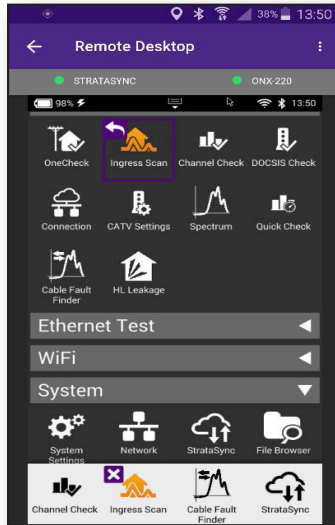 38% 13:50
Remote Desktop
STRATASYNC ONX-220
98% 13:50
OneCheck Ingress Scan Channel Check DOCSIS Check
Connection CATV Settings Spectrum Quick Check
Cable Fault HL Leakage
Finder
Ethernet Test
WiFi
System
System Network StrataSync File Browser
Settings
Channel Check Ingress Scan Cable Fault StrataSync
Finder